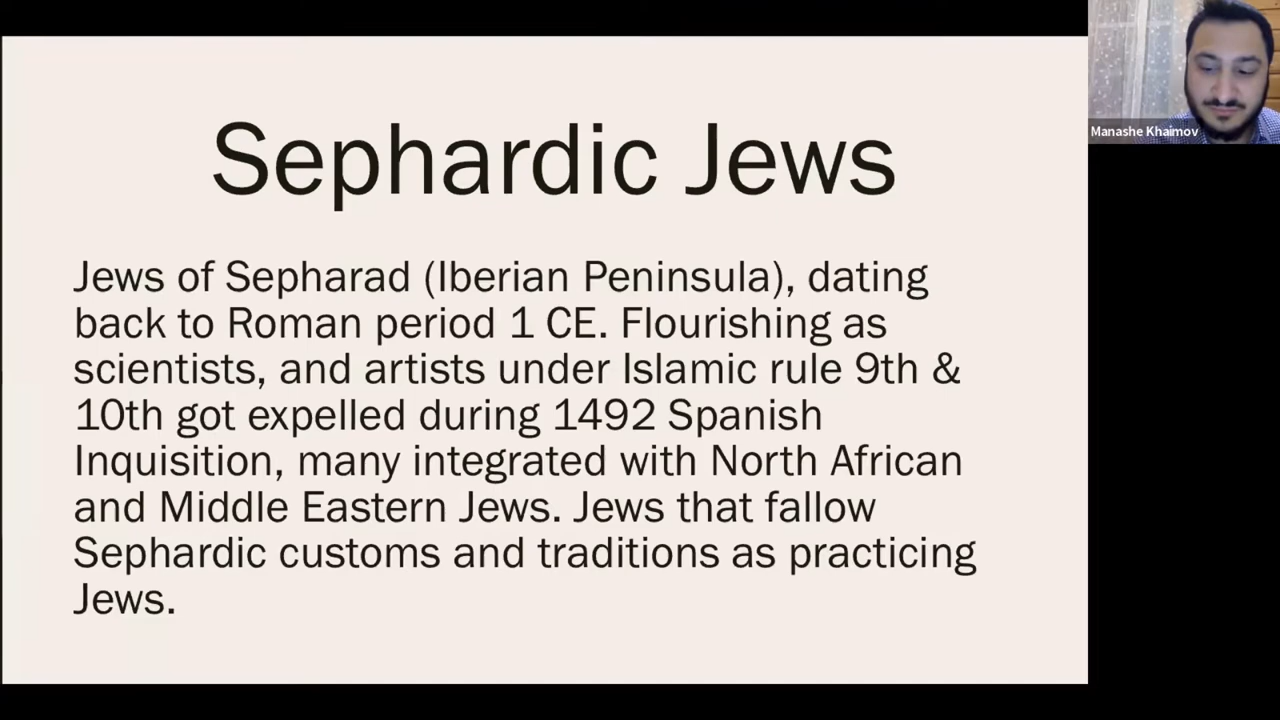 Sephardic Jews
Jews of Sepharad (Iberian Peninsula), dating
back to Roman period 1 CE. Flourishing as
scientists, and artists under Islamic rule 9th &
10th got expelled during 1492 Spanish
Inquisition, many integrated with North African
and Middle Eastern Jews. Jews that fallow
Sephardic customs and traditions as practicing
Jews.
Manashe Khaimov